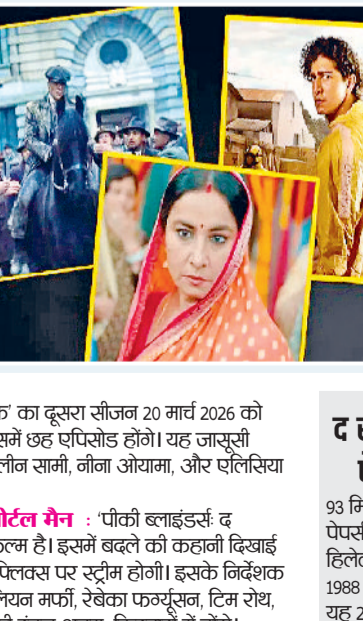 क' का दूसरा सीजन 20 मार्च 2026 को
समें छह एपिसोड होंगे। यह जासूसी
लीन सामी, नीना ओयामा, और एलिसिया
र्टल मैन : 'पीकी ब्लाइंडर्सः द
ल्म है। इसमें बदले की कहानी दिखाई
फ्लिक्स पर स्ट्रीम होगी। इसके निर्देशक
लियन मर्फी, रेबेका फर्ग्यूसन, टिम रोथ,
द
93 मि
पेपर्स
हिलेत
1988
यह 2